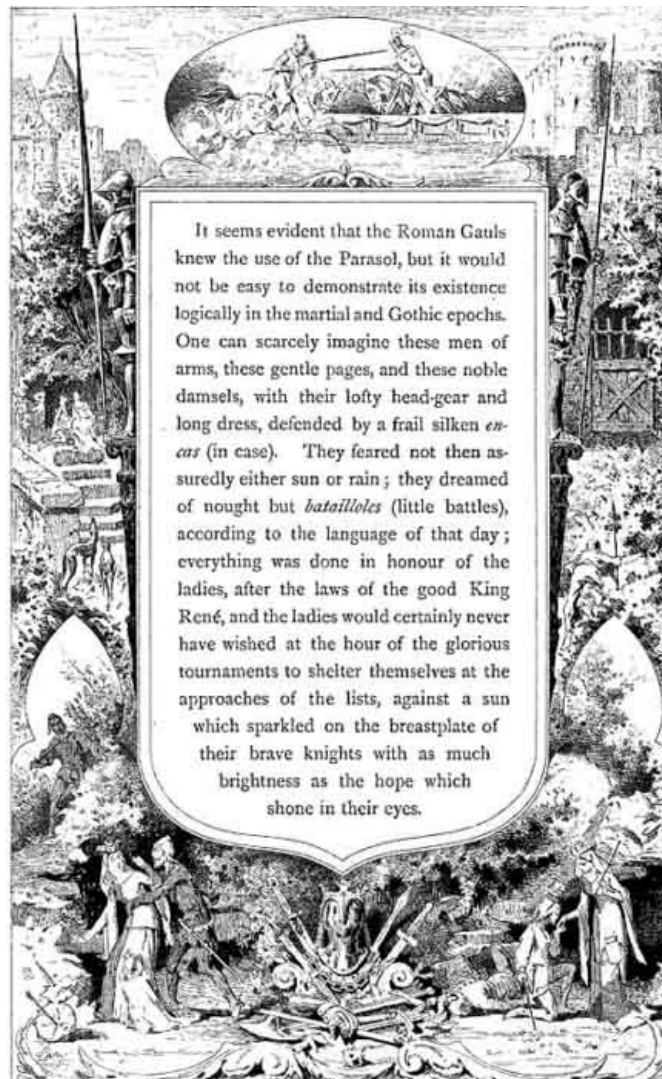 It seems evident that the Roman Gauls
knew the use of the Parasol, but it would
not be easy to demonstrate its existence
logically in the martial and Gothic epochs.
One can scarcely imagine these men of
arms, these gentle pages, and these noble
damsels, with their lofty head-gear and
long dress, defended by a frail silken en-
cas (in case). They feared not then as-
suredly either sun or rain; they dreamed
of nought but batailloles (little battles),
according to the language of that day;
everything was done in honour of the
ladies, after the laws of the good King
René, and the ladies would certainly never
have wished at the hour of the glorious
tournaments to shelter themselves at the
approaches of the lists, against a sun
which sparkled on the breastplate of
their brave knights with as much
brightness as the hope which
shone in their eyes.